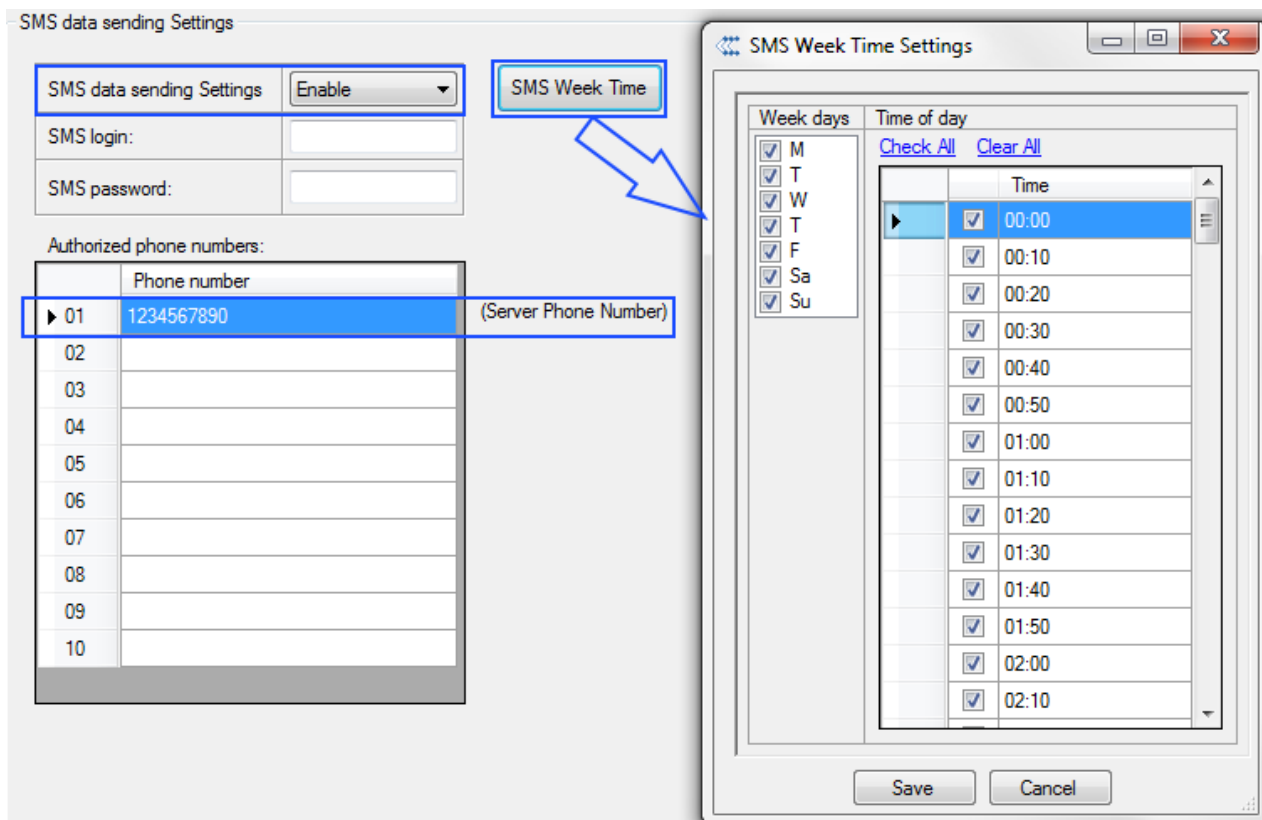 SMS data sending Settings
SMS data sending Settings
Enable
SMS Week Time
SMS login:
SMS password:
Authorized phone numbers:
Phone number
01 1234567890 (Server Phone Number)
02
03
04
05
06
07
08
09
10
SMS Week Time Settings
Week days
M
T
W
T
F
Sa
Su
Time of day
Check All Clear All
Time
00:00
00:10
00:20
00:30
00:40
00:50
01:00
01:10
01:20
01:30
01:40
01:50
02:00
02:10
Save Cancel